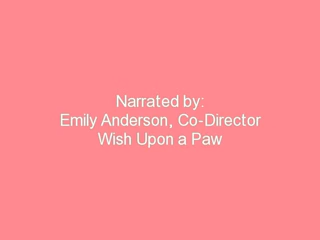 Narrated by:
Emily Anderson, Co-Director
Wish Upon a Paw